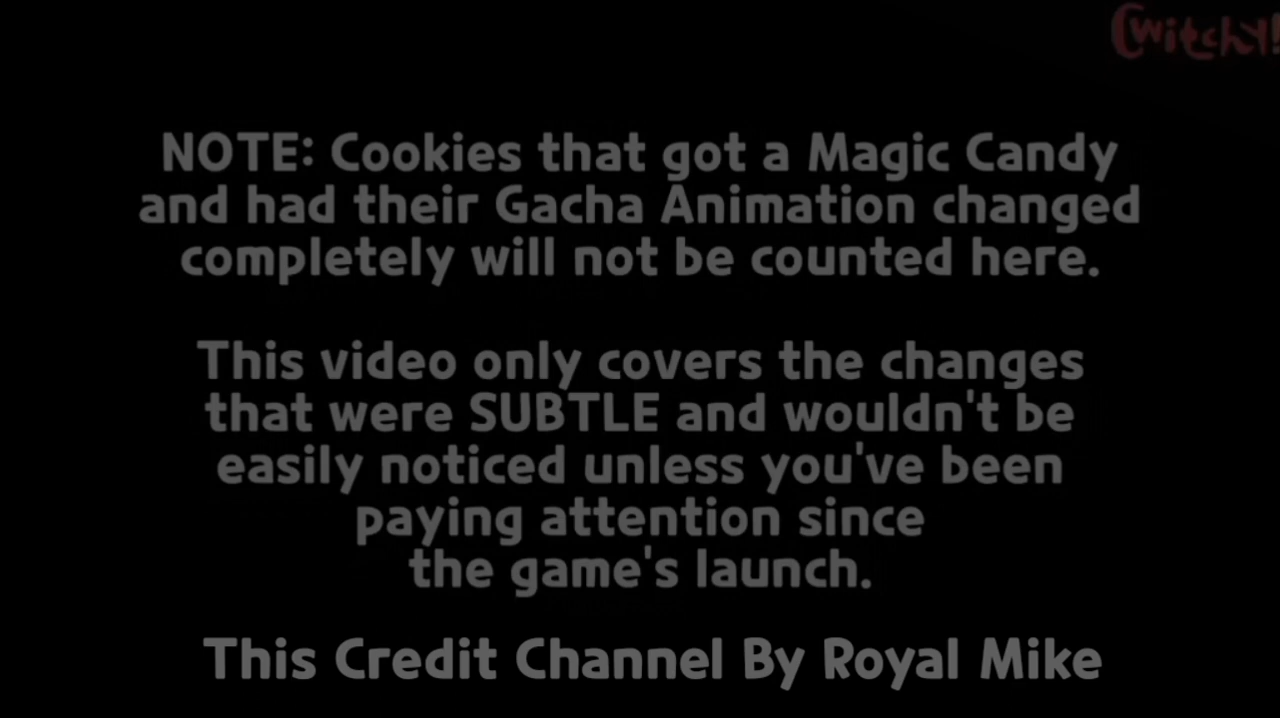 (Witchy!
NOTE: Cookies that got a Magic Candy
and had their Gacha Animation changed
completely will not be counted here.
This video only covers the changes
that were SUBTLE and wouldn't be
easily noticed unless you've been
paying attention since
the game's launch.
This Credit Channel By Royal Mike